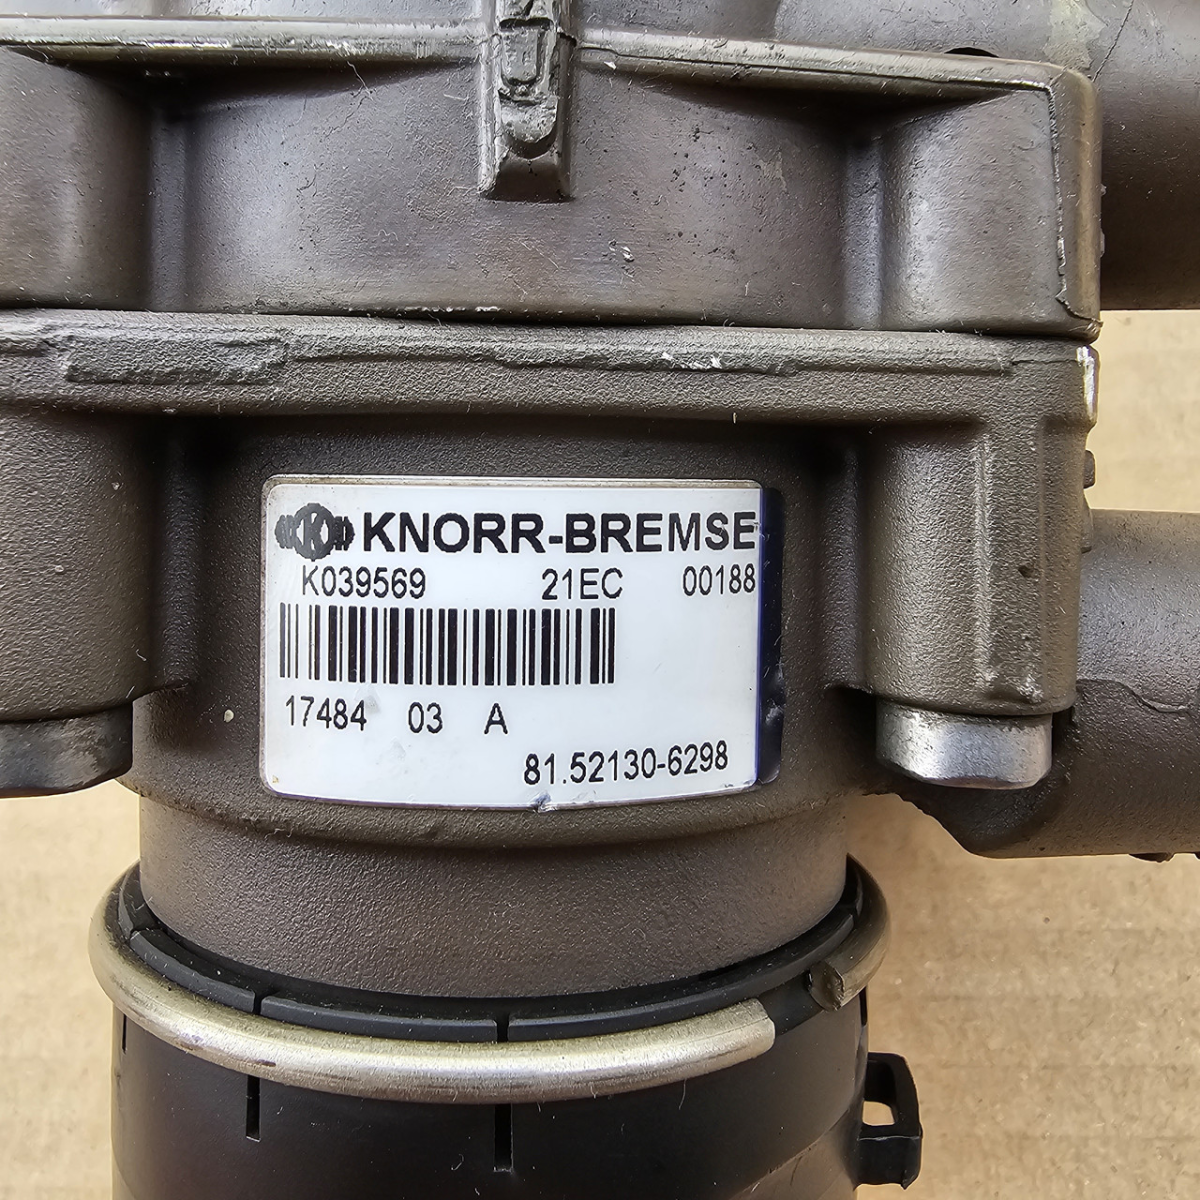 KNORR-BREMSE
K039569 21EC 00188
17484 03 A
81.52130-6298